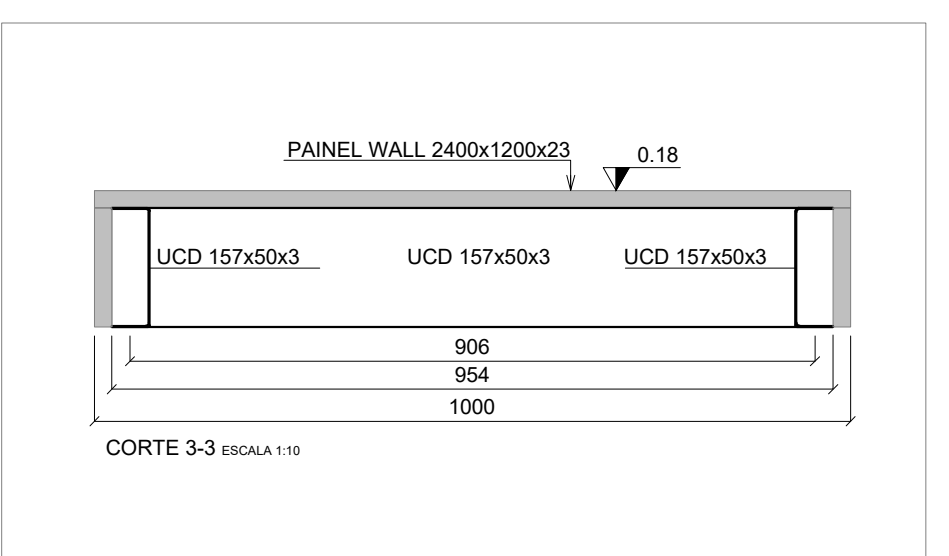 PAINEL WALL 2400x1200x23
0.18
UCD 157x50x3
UCD 157x50x3
UCD 157x50x3
906
954
1000
CORTE 3-3 ESCALA 1:10